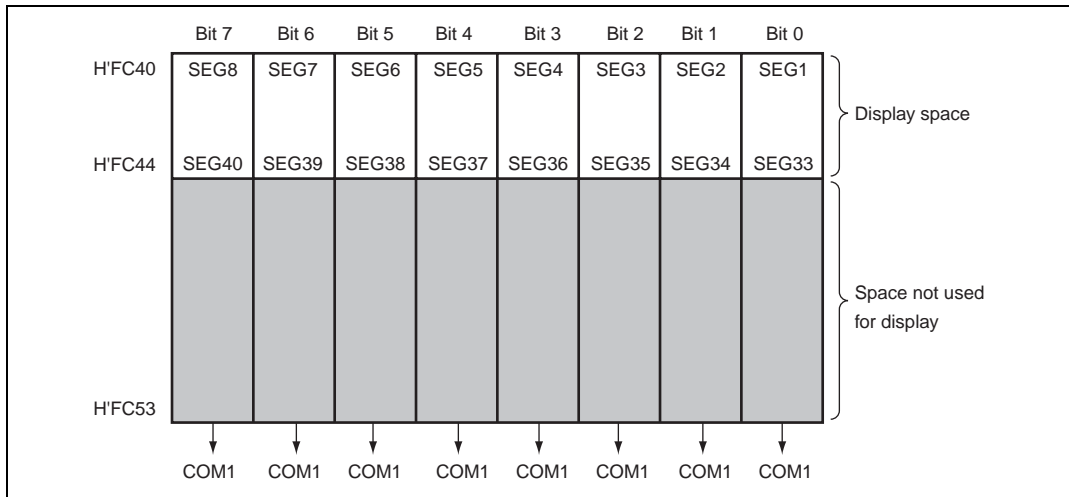 Bit 7 Bit 6 Bit 5 Bit 4 Bit 3 Bit 2 Bit 1 Bit 0
H'FC40 SEG8 SEG7 SEG6 SEG5 SEG4 SEG3 SEG2 SEG1
Display space
H'FC44 SEG40 SEG39 SEG38 SEG37 SEG36 SEG35 SEG34 SEG33
Space not used
for display
H'FC53
COM1 COM1 COM1 COM1 COM1 COM1 COM1 COM1